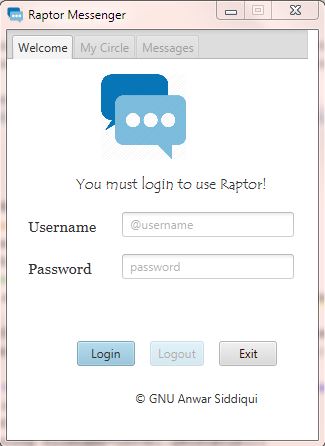 Raptor Messenger
Welcome My Circle Messages
You must login to use Raptor!
Username @username
Password password
Login Logout Exit
© GNU Anwar Siddiqui